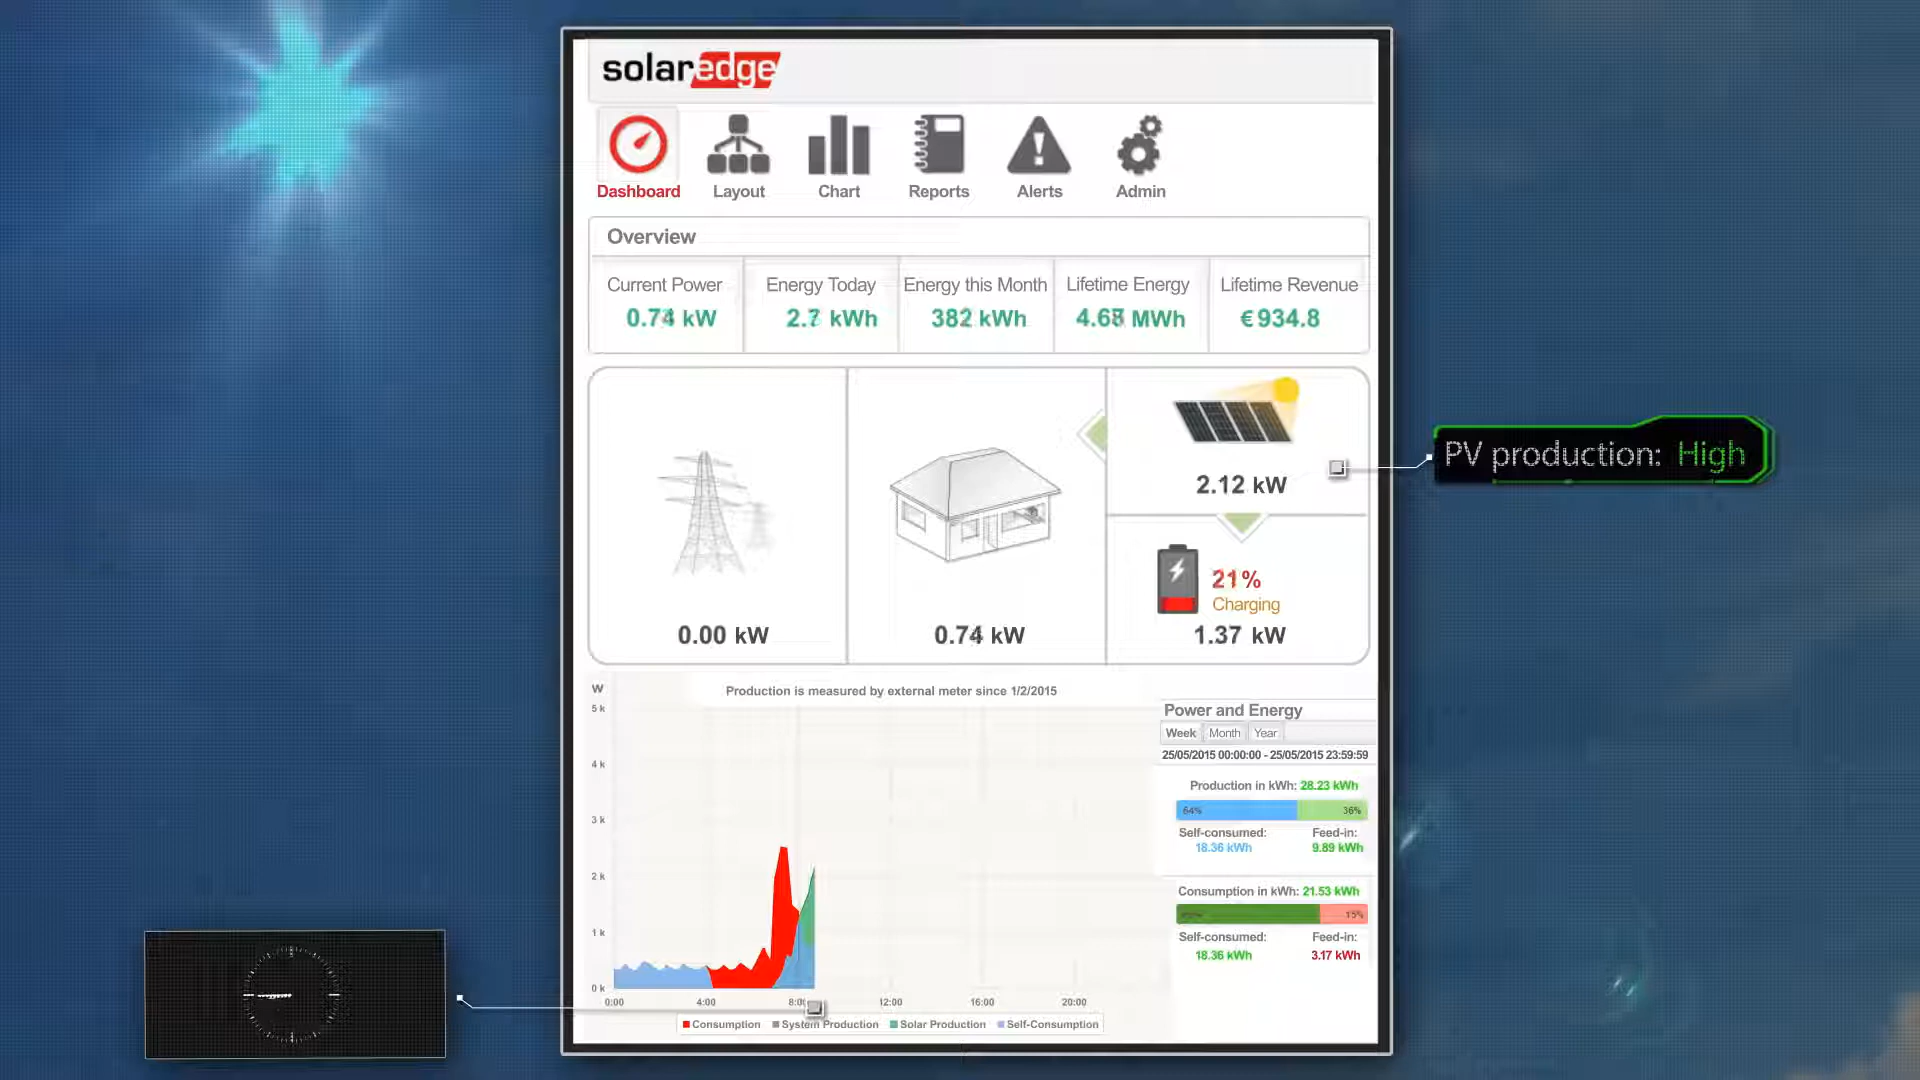 solaredge
Dashboard Layout Chart Reports Alerts Admin
Overview
Current Power Energy Today Energy this Month Lifetime Energy Lifetime Revenue
0.74 kW 2.7 kWh 382 kWh 4.68 MWh €934.8
PV production: High
2.12 kW
21%
Charging
0.00 kW 0.74 kW 1.37 kW
W
Production is measured by external meter since 1/2/2015
5 k
4 k
3 k
2 k
1 k
0 k
0:00 4:00 8:00 12:00 16:00 20:00
Consumption System Production Solar Production Self-Consumption
Power and Energy
Week Month Year
25/05/2015 00:00:00 - 25/05/2015 23:59:59
Production in kWh: 28.23 kWh
64% 36%
Self-consumed: Feed-in:
18.36 kWh 9.89 kWh
Consumption in kWh: 21.53 kWh
15%
Self-consumed: Feed-in:
18.36 kWh 3.17 kWh